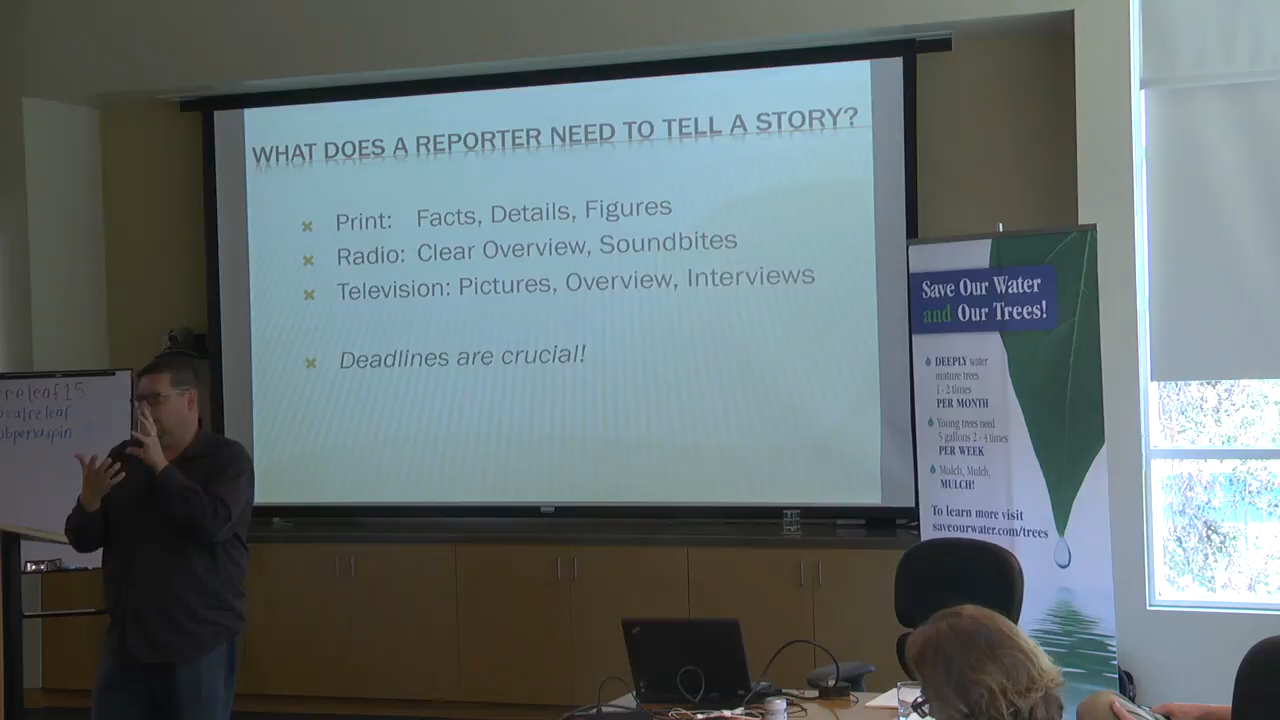 WHAT DOES A REPORTER NEED TO TELL A STORY?
Print: Facts, Details, Figures
Radio: Clear Overview, Soundbites
Television: Pictures, Overview, Interviews
Deadlines are crucial!
Save Our Water
and Our Trees!
DEEPLY water
mature trees
1 - 2 times
PER MONTH
Young trees need
5 gallons 2 - 4 times
PER WEEK
Mulch, Mulch,
MULCH!
To learn more visit
saveourwater.com/trees